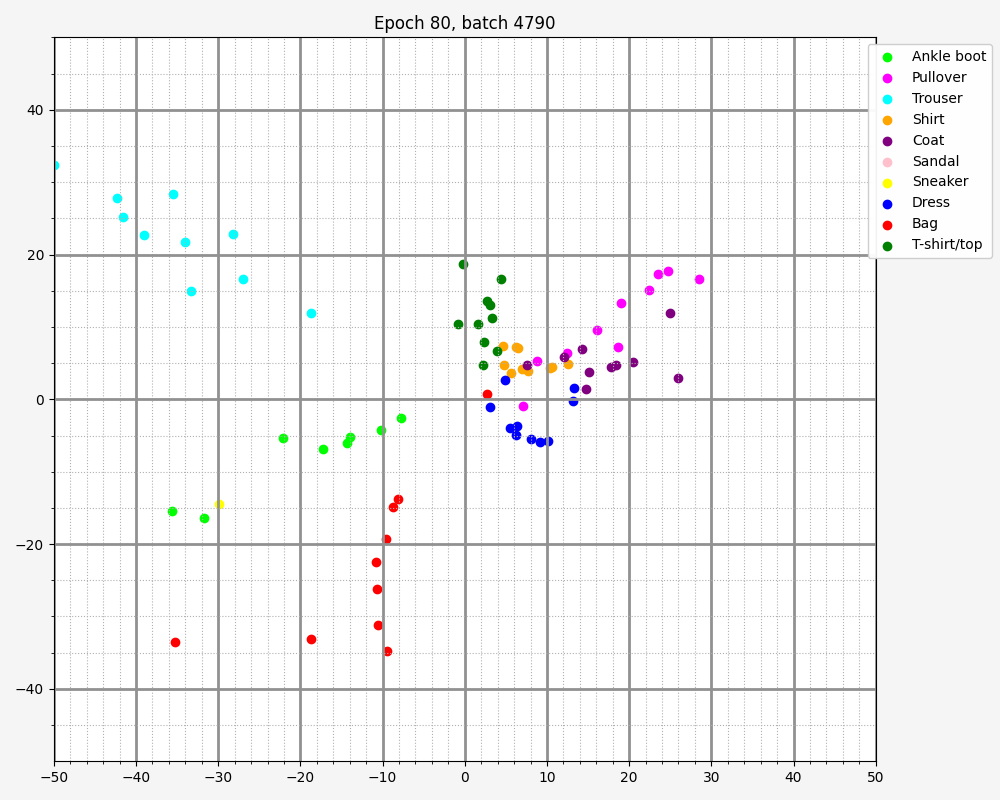 Epoch 80, batch 4790
Ankle boot
Pullover
Trouser
Shirt
Coat
Sandal
Sneaker
Dress
Bag
T-shirt/top
40
20
0
−20
−40
−50 −40 −30 −20 −10 0 10 20 30 40 50